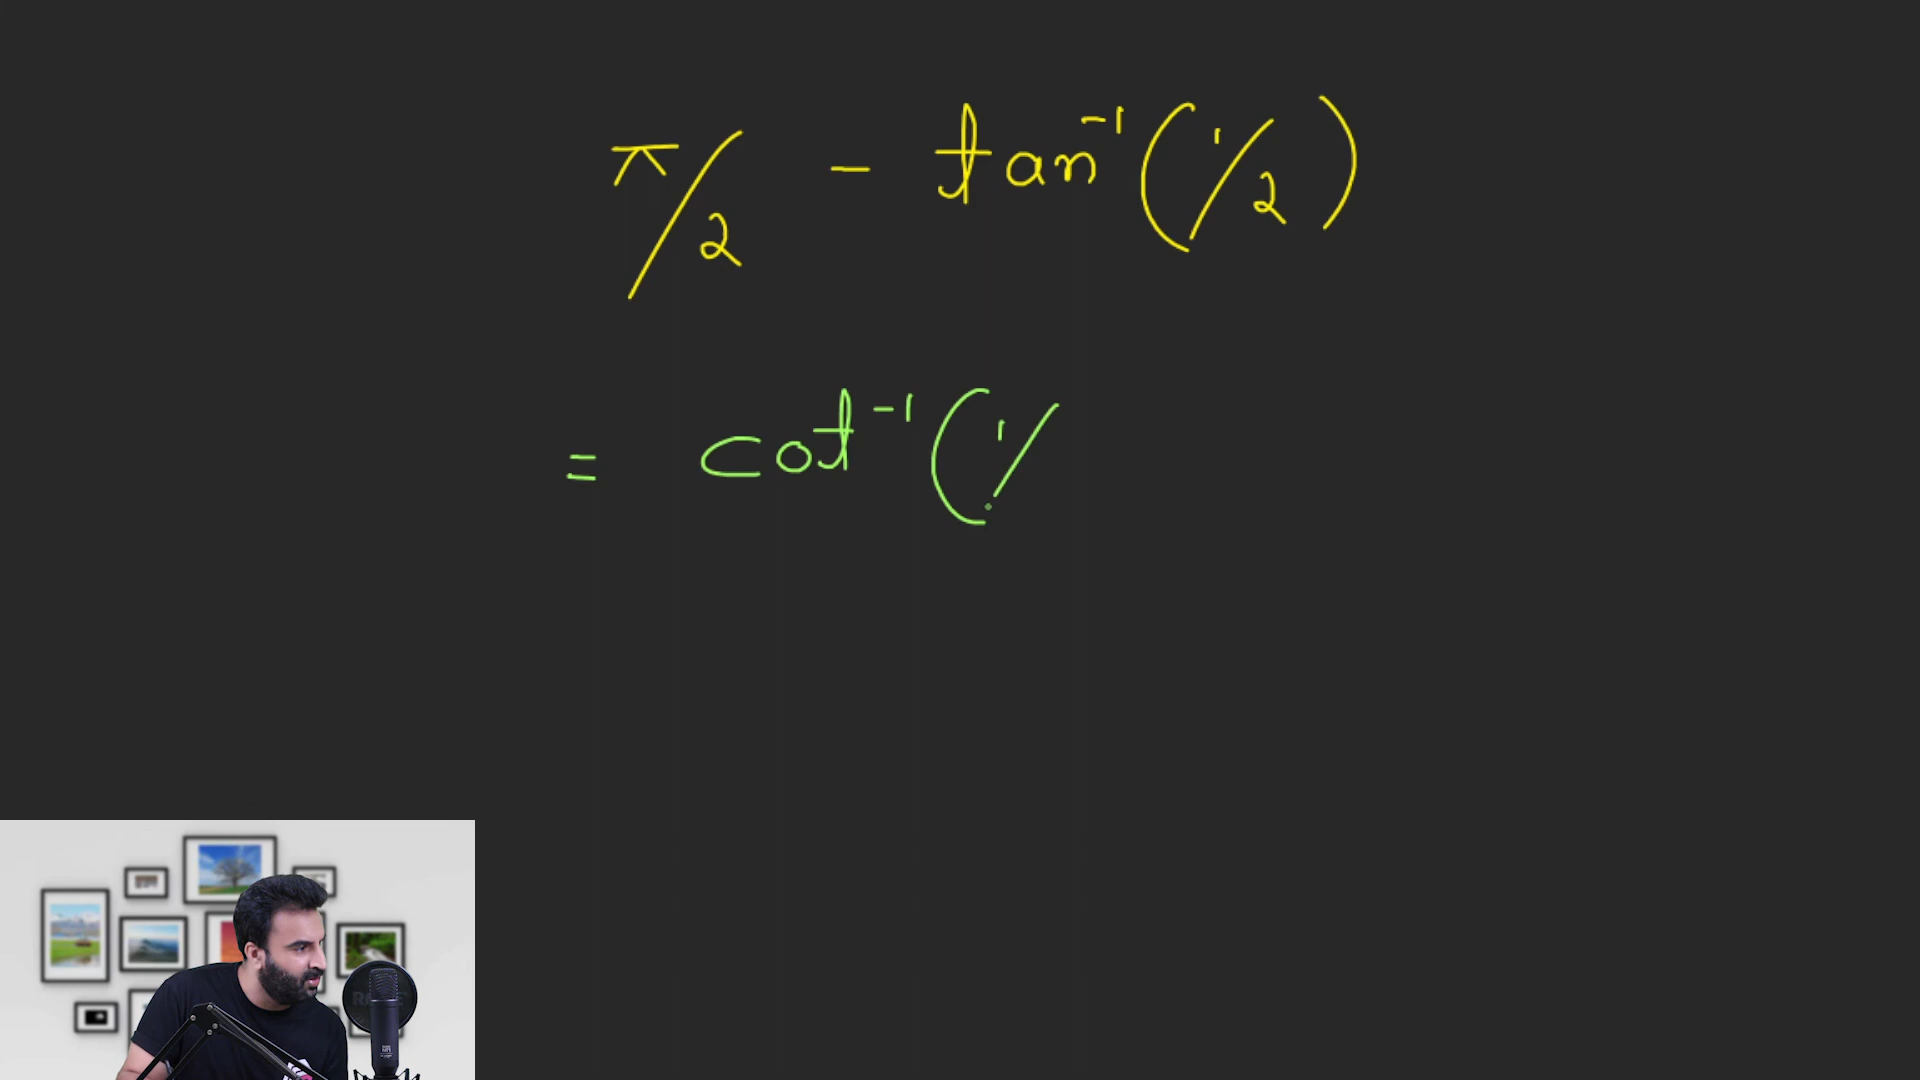 π/2 - tan⁻¹(1/2)
= cot⁻¹(1/